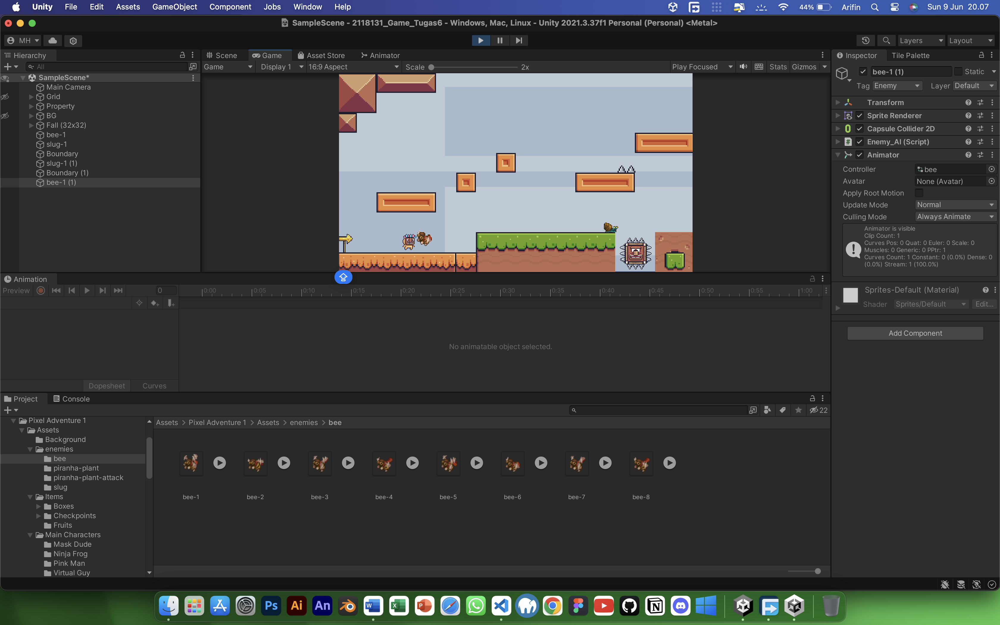 Unity File Edit Assets GameObject Component Jobs Window Help 44% Arifin Sun 9 Jun 20.07
SampleScene - 2118131_Game_Tugas6 - Windows, Mac, Linux - Unity 2021.3.37f1 Personal (Personal) <Metal>
MH Layers Layout
Hierarchy
All
SampleScene*
Main Camera
Grid
Property
BG
Fall (32x32)
bee-1
slug-1
Boundary
slug-1 (1)
Boundary (1)
bee-1 (1)
Scene Game Asset Store Animator
Game Display 1 16:9 Aspect Scale 2x Play Focused Stats Gizmos
Inspector Tile Palette
bee-1 (1) Static
Tag Enemy Layer Default
Transform
Sprite Renderer
Capsule Collider 2D
Enemy_AI (Script)
Animator
Controller bee
Avatar None (Avatar)
Apply Root Motion
Update Mode Normal
Culling Mode Always Animate
Animator is visible
Clip Count: 1
Curves Pos: 0 Quat: 0 Euler: 0 Scale: 0
Muscles: 0 Generic: 0 PPtr: 1
Curves Count: 1 Constant: 0 (0.0%) Dense: 0
(0.0%) Stream: 1 (100.0%)
Sprites-Default (Material)
Shader Sprites/Default Edit...
Add Component
Animation
Preview 0 0:00 0:05 0:10 0:15 0:20 0:25 0:30 0:35 0:40 0:45 0:50 0:55 1:00
No animatable object selected.
Dopesheet Curves
Project Console
22
Pixel Adventure 1
Assets
Background
enemies
bee
piranha-plant
piranha-plant-attack
slug
Items
Boxes
Checkpoints
Fruits
Main Characters
Mask Dude
Ninja Frog
Pink Man
Virtual Guy
Assets > Pixel Adventure 1 > Assets > enemies > bee
bee-1 bee-2 bee-3 bee-4 bee-5 bee-6 bee-7 bee-8
Ps Ai An W X P N